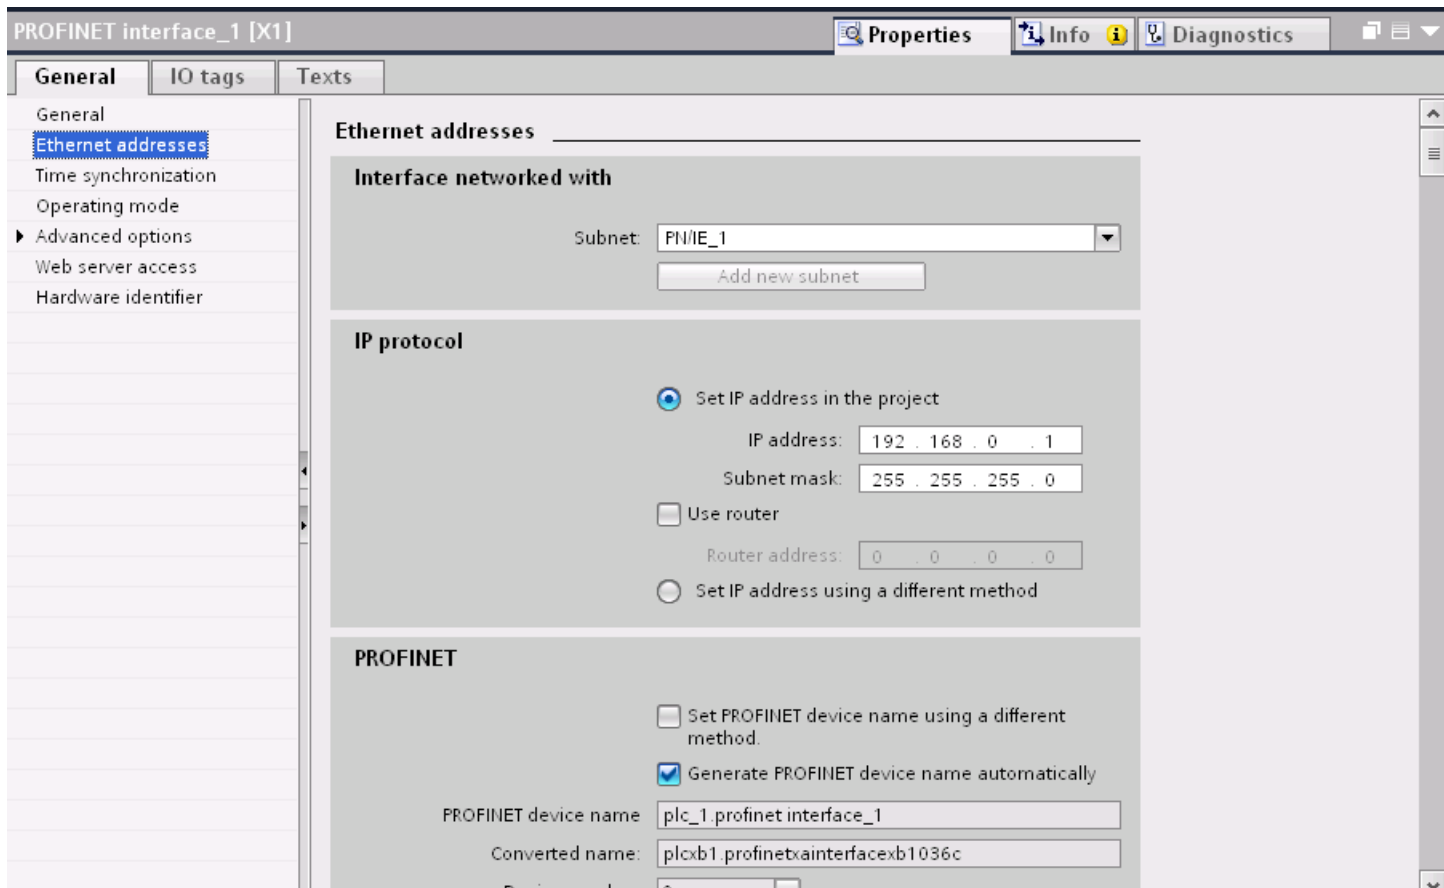 PROFINET interface_1 [X1]
Properties
Info
Diagnostics
General
IO tags
Texts
General
Ethernet addresses
Time synchronization
Operating mode
Advanced options
Web server access
Hardware identifier
Ethernet addresses
Interface networked with
Subnet: PN/IE_1
Add new subnet
IP protocol
Set IP address in the project
IP address: 192 . 168 . 0 . 1
Subnet mask: 255 . 255 . 255 . 0
Use router
Router address: 0 . 0 . 0 . 0
Set IP address using a different method
PROFINET
Set PROFINET device name using a different
method.
Generate PROFINET device name automatically
PROFINET device name plc_1.profinet interface_1
Converted name: plcxb1.profinetxainterfacexb1036c